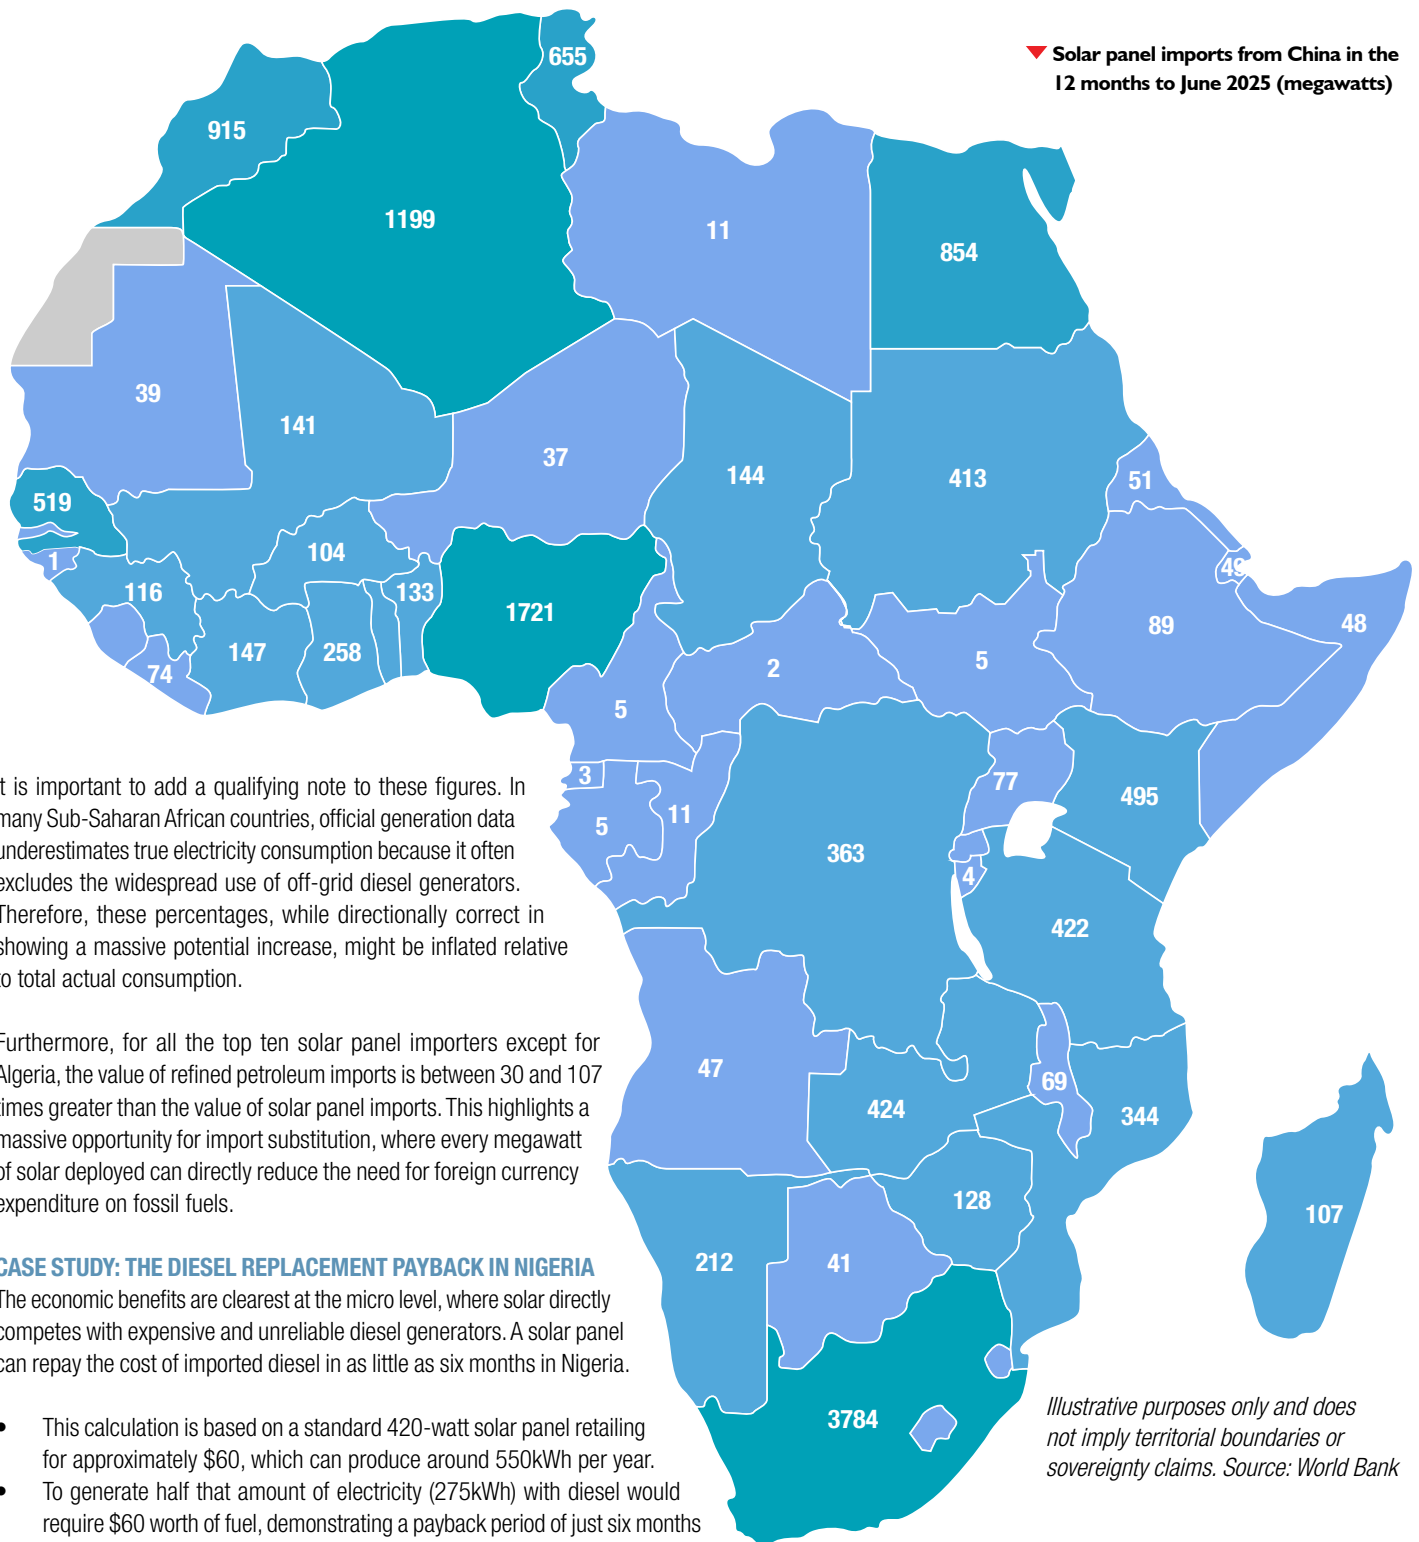 Solar panel imports from China in the
12 months to June 2025 (megawatts)
655
915
1199
11
854
39
141
37
144
413
51
519
1
104
133
116
1721
49
89
48
147
258
74
2
5
5
3
5
11
77
495
363
4
422
47
69
424
344
128
107
212
41
3784
t is important to add a qualifying note to these figures. In
many Sub-Saharan African countries, official generation data
underestimates true electricity consumption because it often
excludes the widespread use of off-grid diesel generators.
Therefore, these percentages, while directionally correct in
showing a massive potential increase, might be inflated relative
to total actual consumption.
Furthermore, for all the top ten solar panel importers except for
Algeria, the value of refined petroleum imports is between 30 and 107
times greater than the value of solar panel imports. This highlights a
massive opportunity for import substitution, where every megawatt
of solar deployed can directly reduce the need for foreign currency
expenditure on fossil fuels.
CASE STUDY: THE DIESEL REPLACEMENT PAYBACK IN NIGERIA
The economic benefits are clearest at the micro level, where solar directly
competes with expensive and unreliable diesel generators. A solar panel
can repay the cost of imported diesel in as little as six months in Nigeria.
• This calculation is based on a standard 420-watt solar panel retailing
for approximately $60, which can produce around 550kWh per year.
• To generate half that amount of electricity (275kWh) with diesel would
require $60 worth of fuel, demonstrating a payback period of just six months
Illustrative purposes only and does
not imply territorial boundaries or
sovereignty claims. Source: World Bank